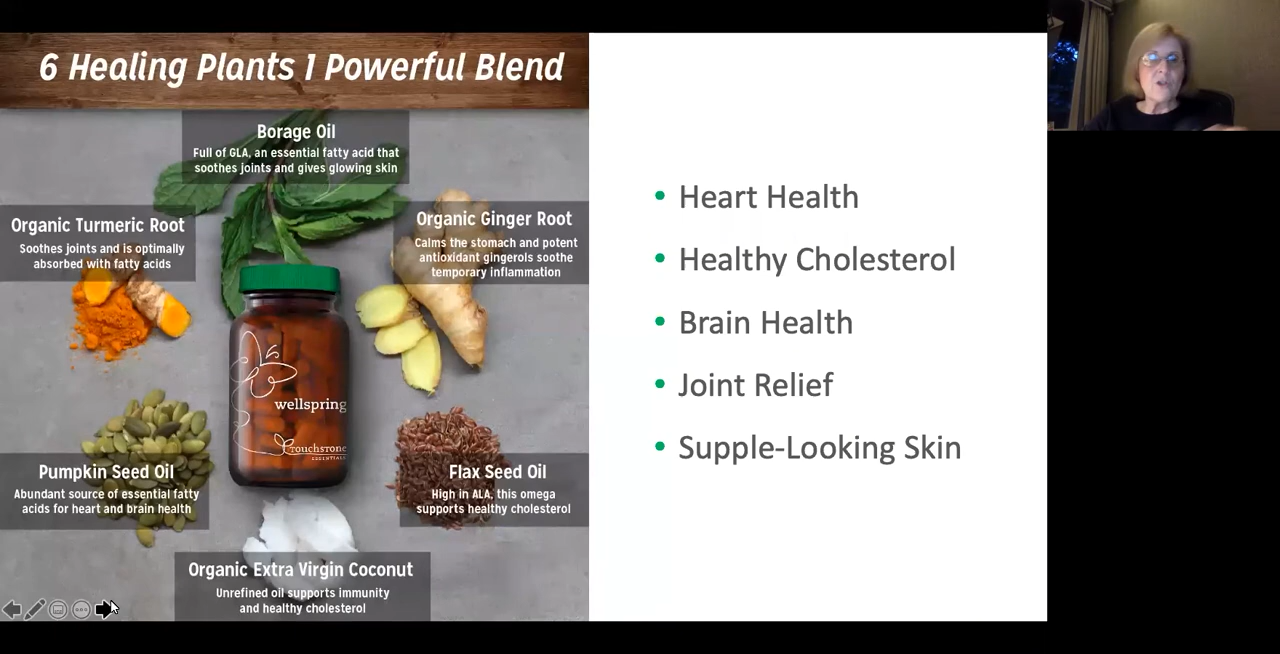 6 Healing Plants 1 Powerful Blend
Borage Oil
Full of GLA, an essential fatty acid that
soothes joints and gives glowing skin
Organic Turmeric Root
Soothes joints and is optimally
absorbed with fatty acids
Organic Ginger Root
Calms the stomach and potent
antioxidant gingerols soothe
temporary inflammation
wellspring
Touchstone
ESSENTIALS
Pumpkin Seed Oil
Abundant source of essential fatty
acids for heart and brain health
Flax Seed Oil
High in ALA, this omega
supports healthy cholesterol
Organic Extra Virgin Coconut
Unrefined oil supports immunity
and healthy cholesterol
• Heart Health
• Healthy Cholesterol
• Brain Health
• Joint Relief
• Supple-Looking Skin